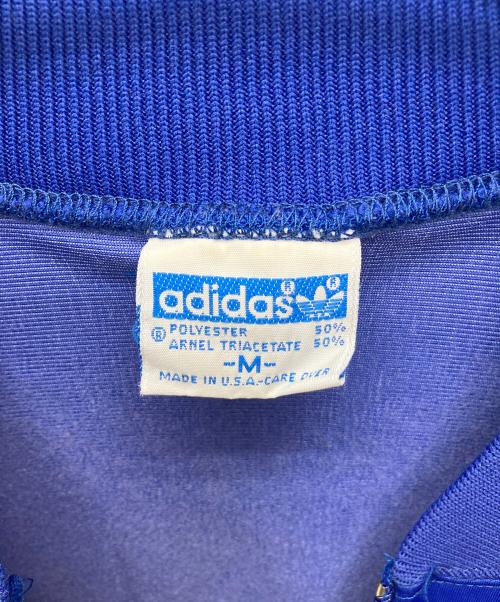 adidas®
® POLYESTER 50%
ARNEL TRIACETATE 50%
-M-
MADE IN U.S.A.-CARE OVER